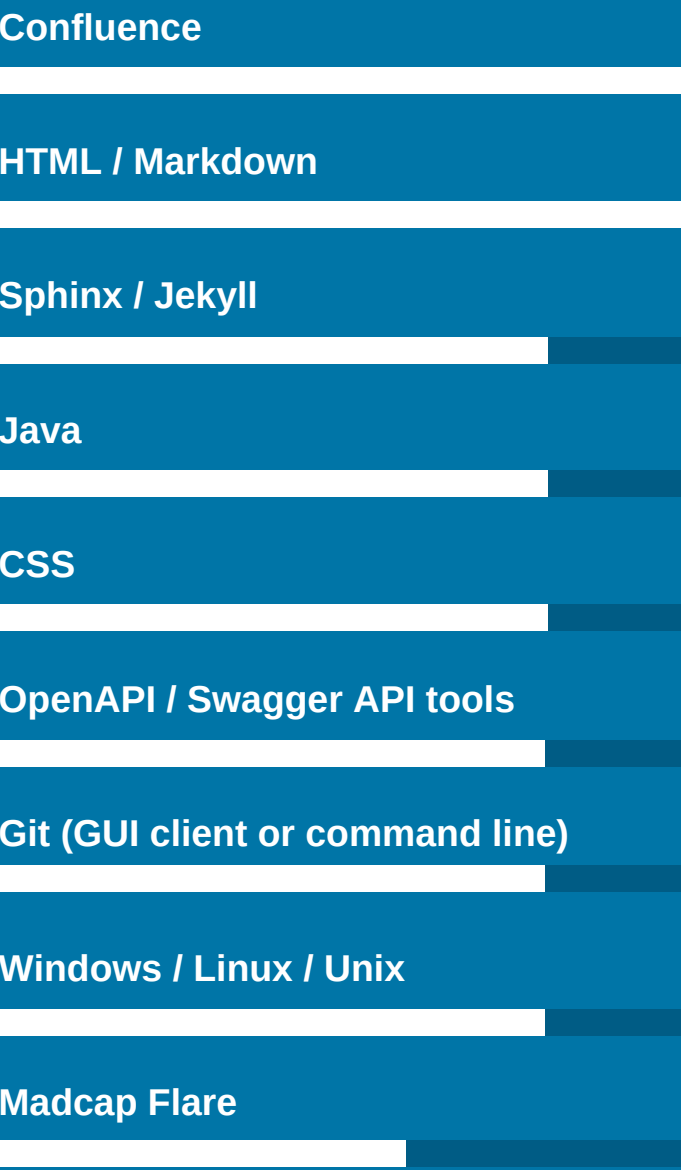 Confluence
HTML / Markdown
Sphinx / Jekyll
Java
CSS
OpenAPI / Swagger API tools
Git (GUI client or command line)
Windows / Linux / Unix
Madcap Flare